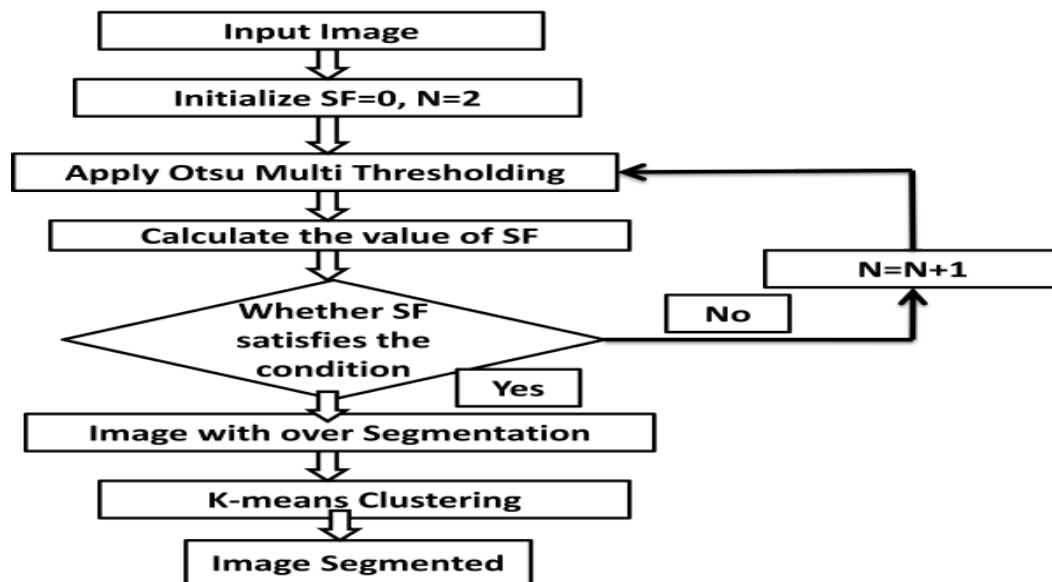 Input Image
Initialize SF=0, N=2
Apply Otsu Multi Thresholding
Calculate the value of SF
N=N+1
Whether SF
satisfies the
condition
No
Yes
Image with over Segmentation
K-means Clustering
Image Segmented